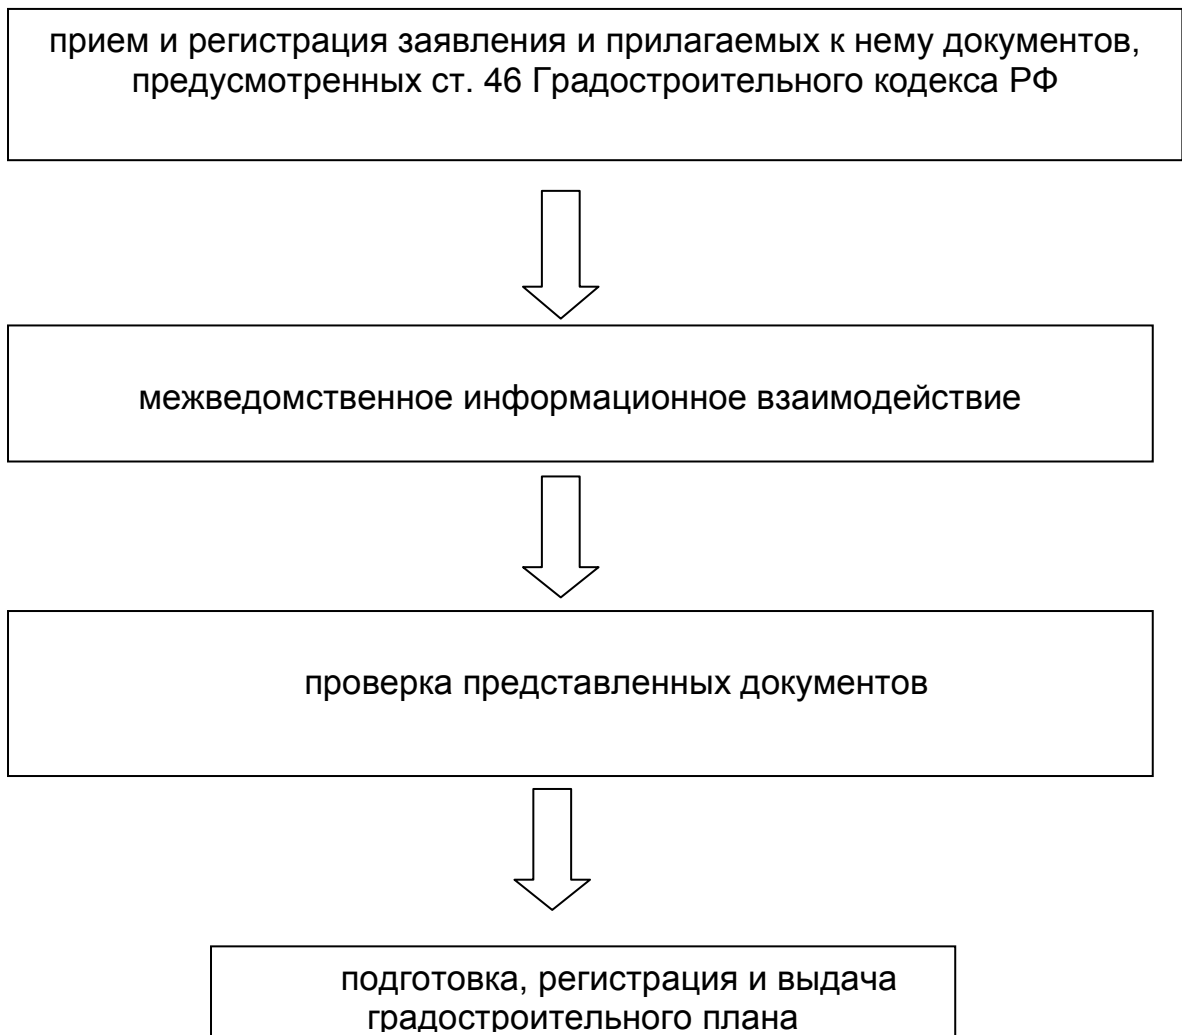 прием и регистрация заявления и прилагаемых к нему документов,
предусмотренных ст. 46 Градостроительного кодекса РФ
межведомственное информационное взаимодействие
проверка представленных документов
подготовка, регистрация и выдача
градостроительного плана